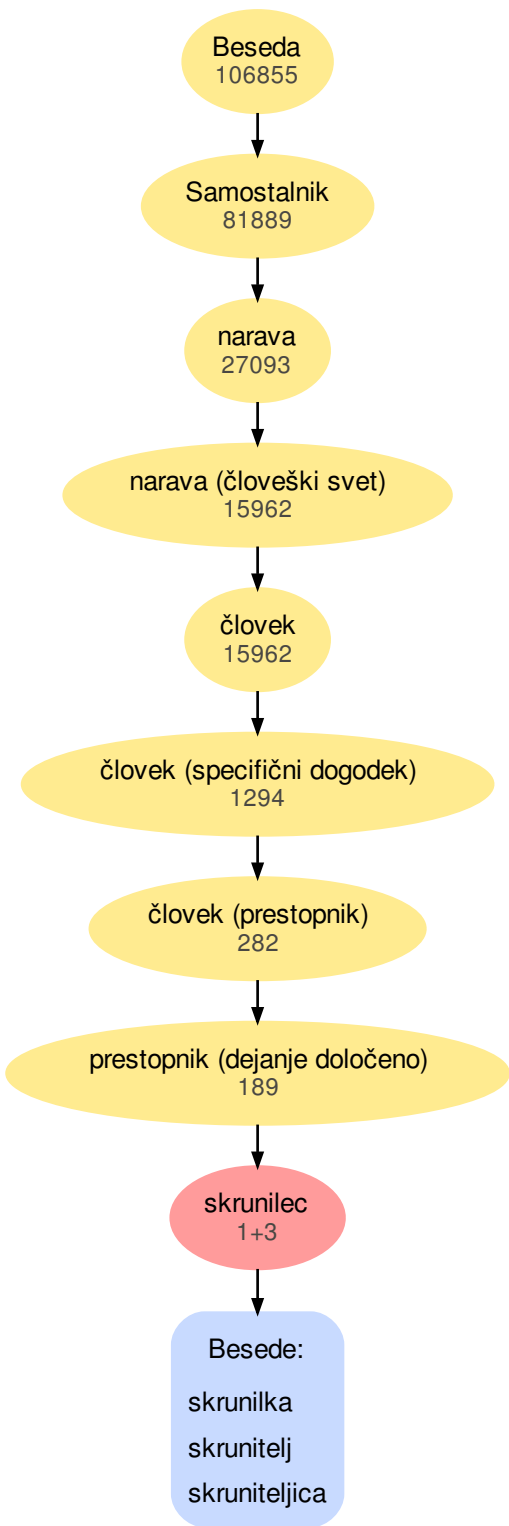 Beseda
106855
Samostalnik
81889
narava
27093
narava (človeški svet)
15962
človek
15962
človek (specifični dogodek)
1294
človek (prestopnik)
282
prestopnik (dejanje določeno)
189
skrunilec
1+3
Besede:
skrunilka
skrunitelj
skruniteljica